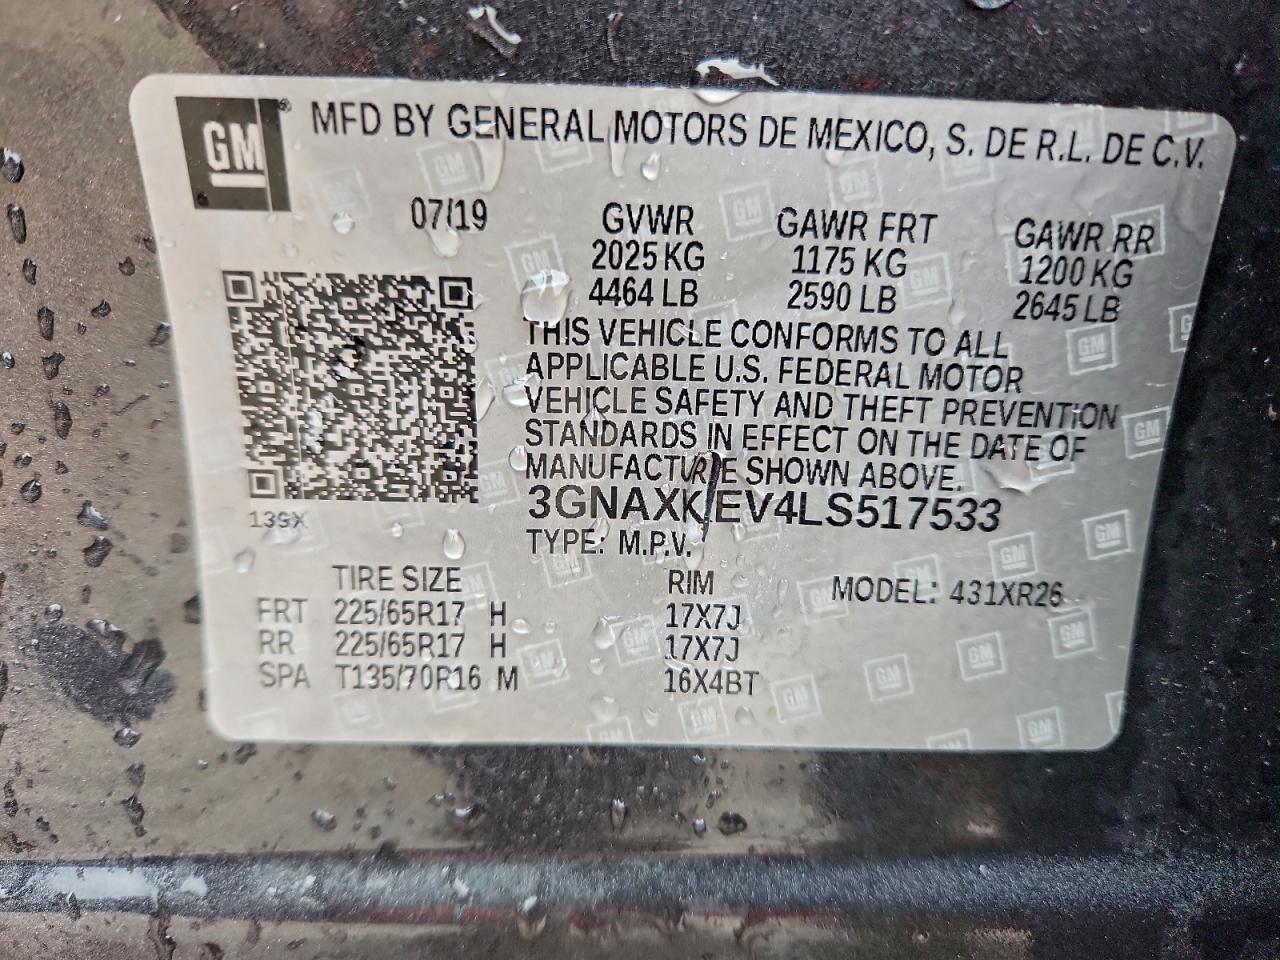 GM® MFD BY GENERAL MOTORS DE MEXICO, S. DE R.L. DE C.V.
07/19 GVWR GAWR FRT GAWR RR
2025 KG 1175 KG 1200 KG
4464 LB 2590 LB 2645 LB
THIS VEHICLE CONFORMS TO ALL
APPLICABLE U.S. FEDERAL MOTOR
VEHICLE SAFETY AND THEFT PREVENTION
STANDARDS IN EFFECT ON THE DATE OF
MANUFACTURE SHOWN ABOVE.
3GNAXKEV4LS517533
139X
TYPE: M.P.V.
TIRE SIZE RIM MODEL: 431XR26
FRT 225/65R17 H 17X7J
RR 225/65R17 H 17X7J
SPA T135/70R16 M 16X4BT